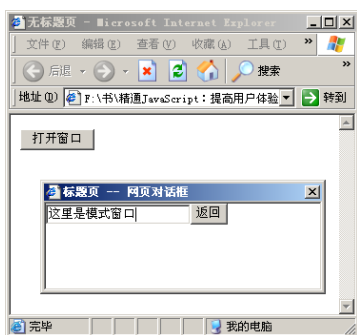 无标题页 - Microsoft Internet Explorer
文件(F) 编辑(E) 查看(V) 收藏(A) 工具(T) »
后退 搜索 »
地址(D) F:\书\精通JavaScript：提高用户体验 转到
打开窗口
标题页 -- 网页对话框
这里是模式窗口 返回
完毕 我的电脑